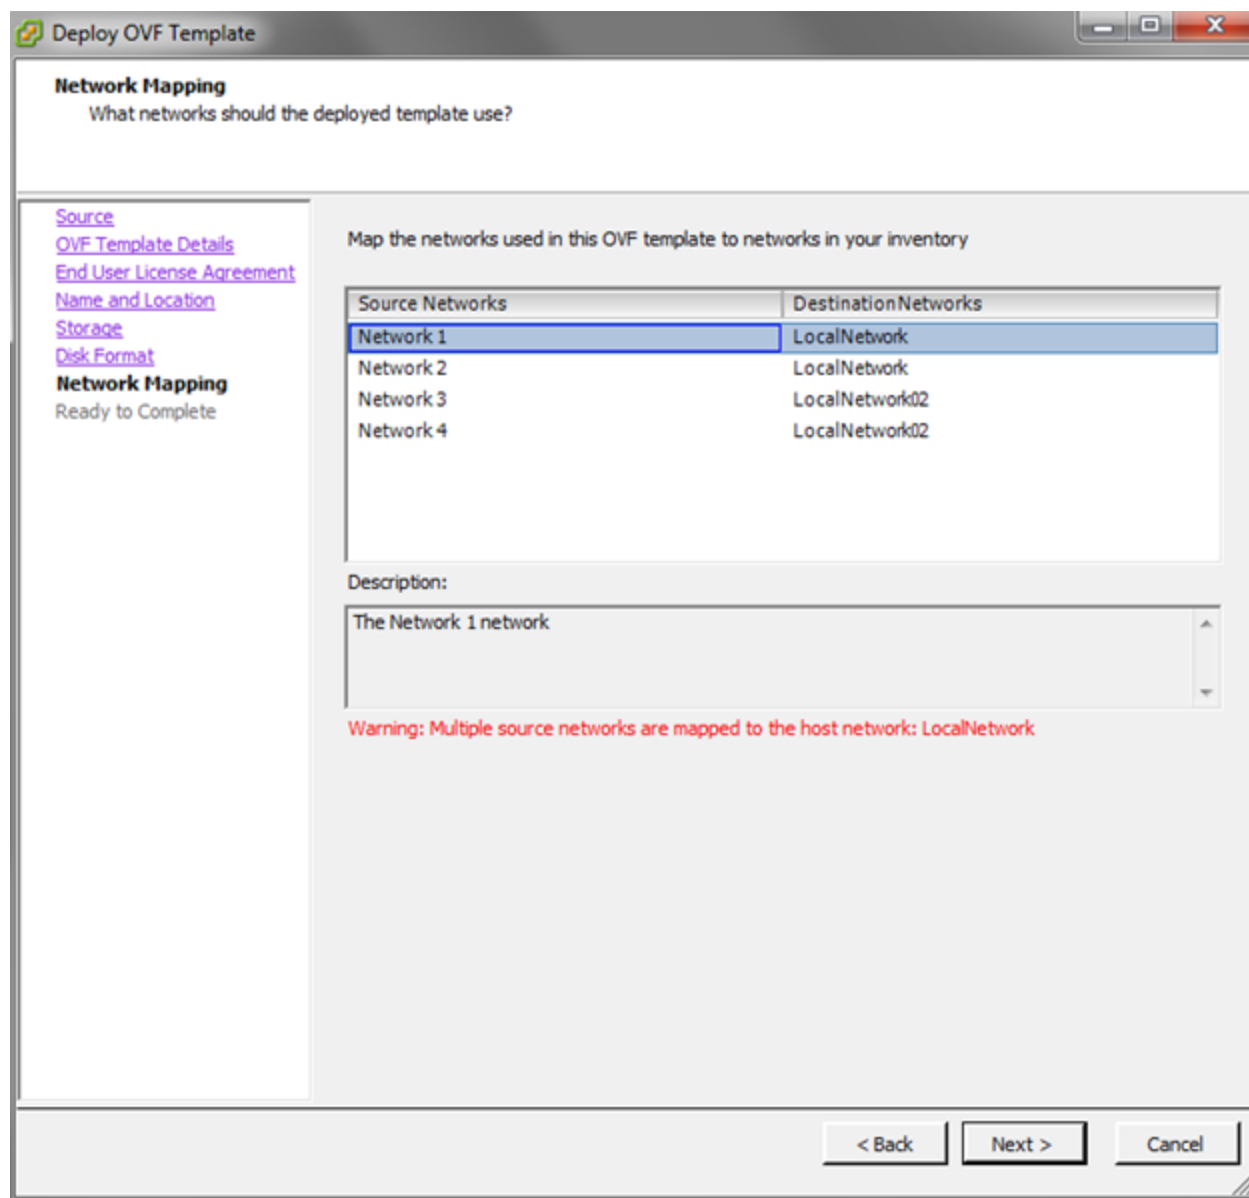 Deploy OVF Template
Network Mapping
What networks should the deployed template use?
Source
OVF Template Details
End User License Agreement
Name and Location
Storage
Disk Format
Network Mapping
Ready to Complete
Map the networks used in this OVF template to networks in your inventory
Source Networks DestinationNetworks
Network 1 LocalNetwork
Network 2 LocalNetwork
Network 3 LocalNetwork02
Network 4 LocalNetwork02
Description:
The Network 1 network
Warning: Multiple source networks are mapped to the host network: LocalNetwork
< Back Next > Cancel